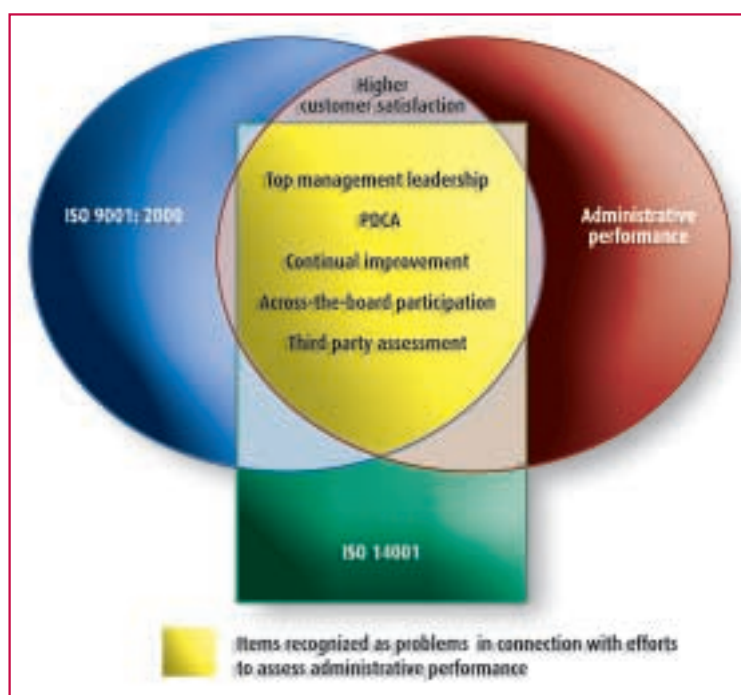 Higher
customer satisfaction
Top management leadership
ISO 9001: 2000
PDCA
Administrative
performance
Continual improvement
Across-the-board participation
Third party assessment
ISO 14001
Items recognized as problems in connection with efforts
to assess administrative performance